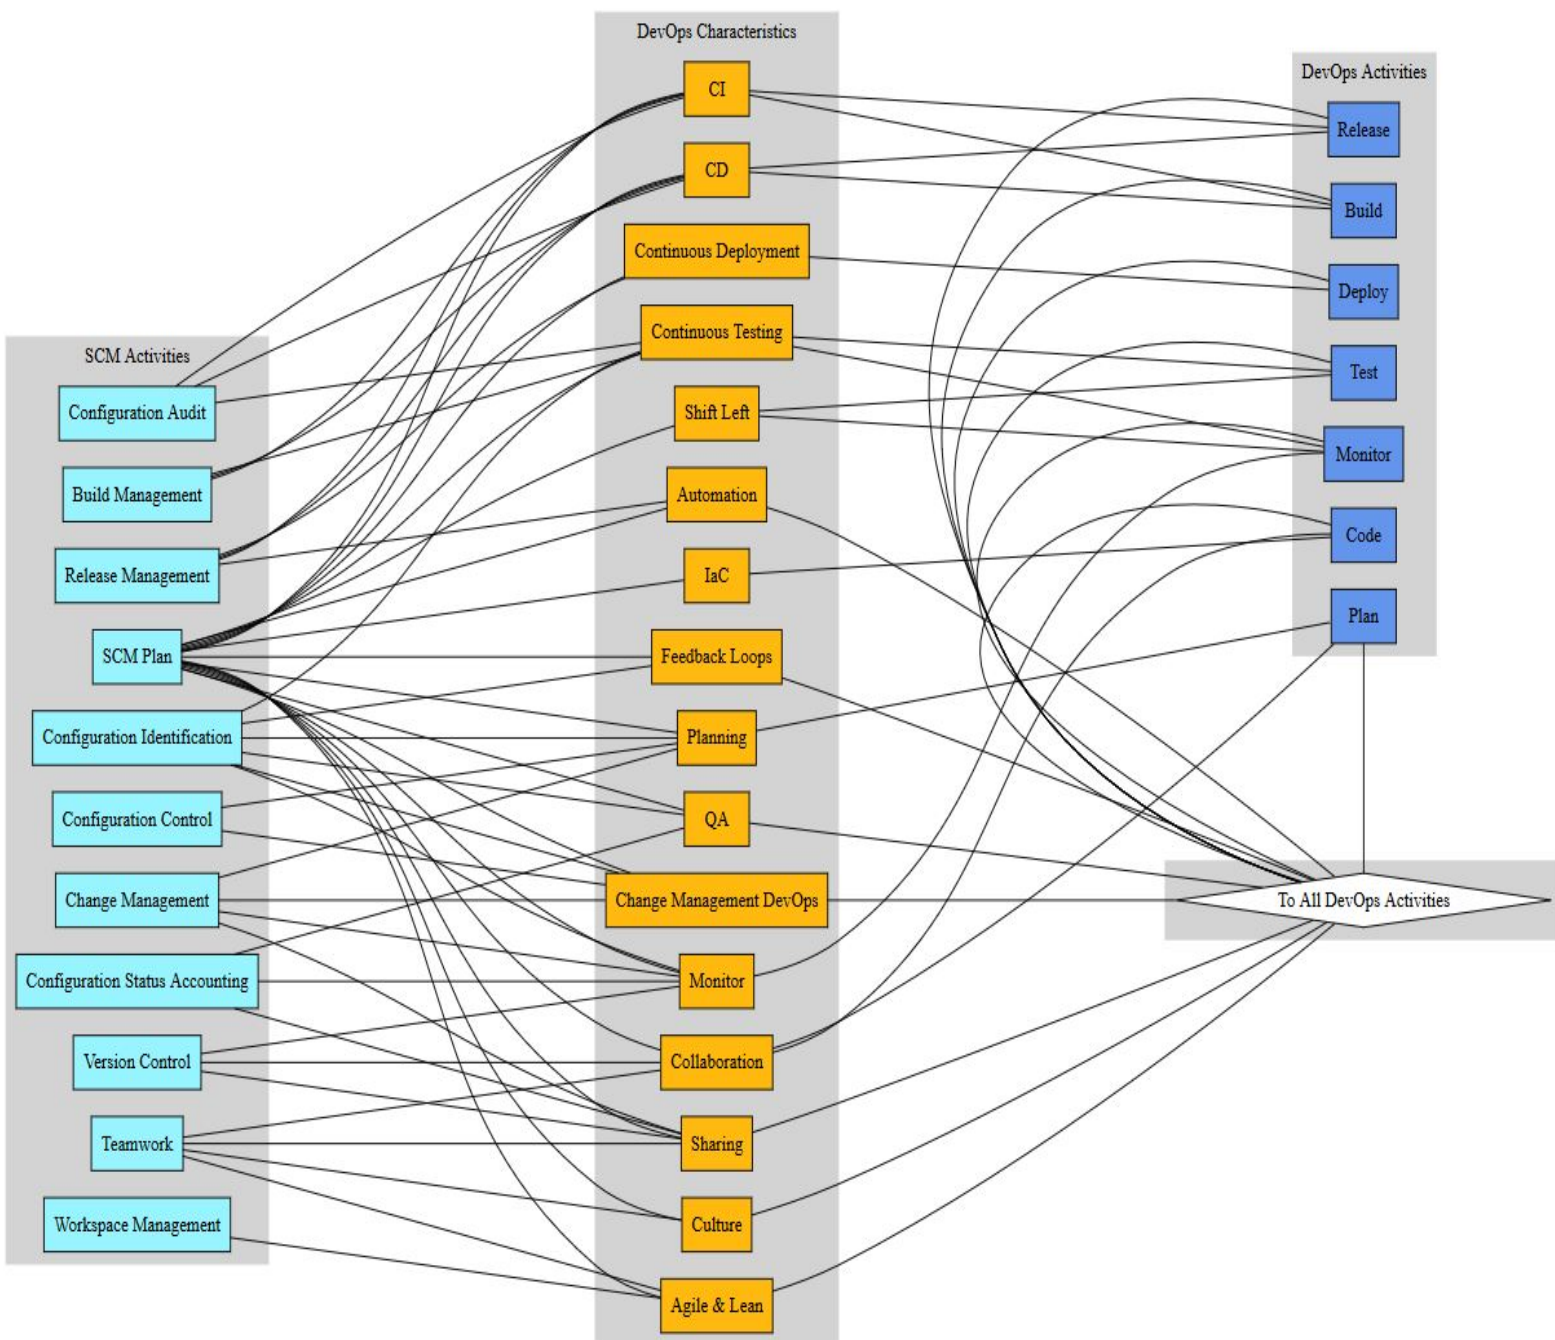 DevOps Characteristics
CI
CD
Continuous Deployment
Continuous Testing
Shift Left
Automation
IaC
Feedback Loops
Planning
QA
Change Management DevOps
Monitor
Collaboration
Sharing
Culture
Agile & Lean
SCM Activities
Configuration Audit
Build Management
Release Management
SCM Plan
Configuration Identification
Configuration Control
Change Management
Configuration Status Accounting
Version Control
Teamwork
Workspace Management
DevOps Activities
Release
Build
Deploy
Test
Monitor
Code
Plan
To All DevOps Activities